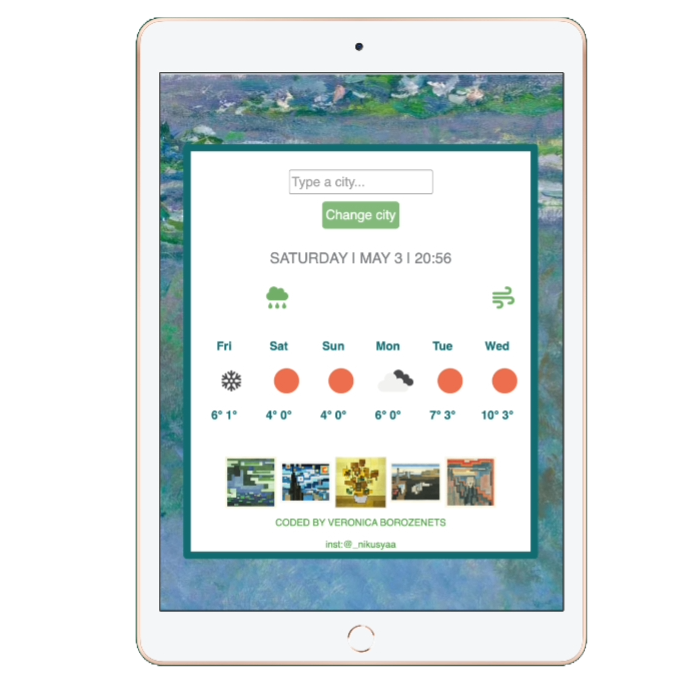 Type a city...
Change city
SATURDAY I MAY 3 I 20:56
Fri Sat Sun Mon Tue Wed
6° 1° 4° 0° 4° 0° 6° 0° 7° 3° 10° 3°
CODED BY VERONICA BOROZENETS
inst:@_nikusyaa